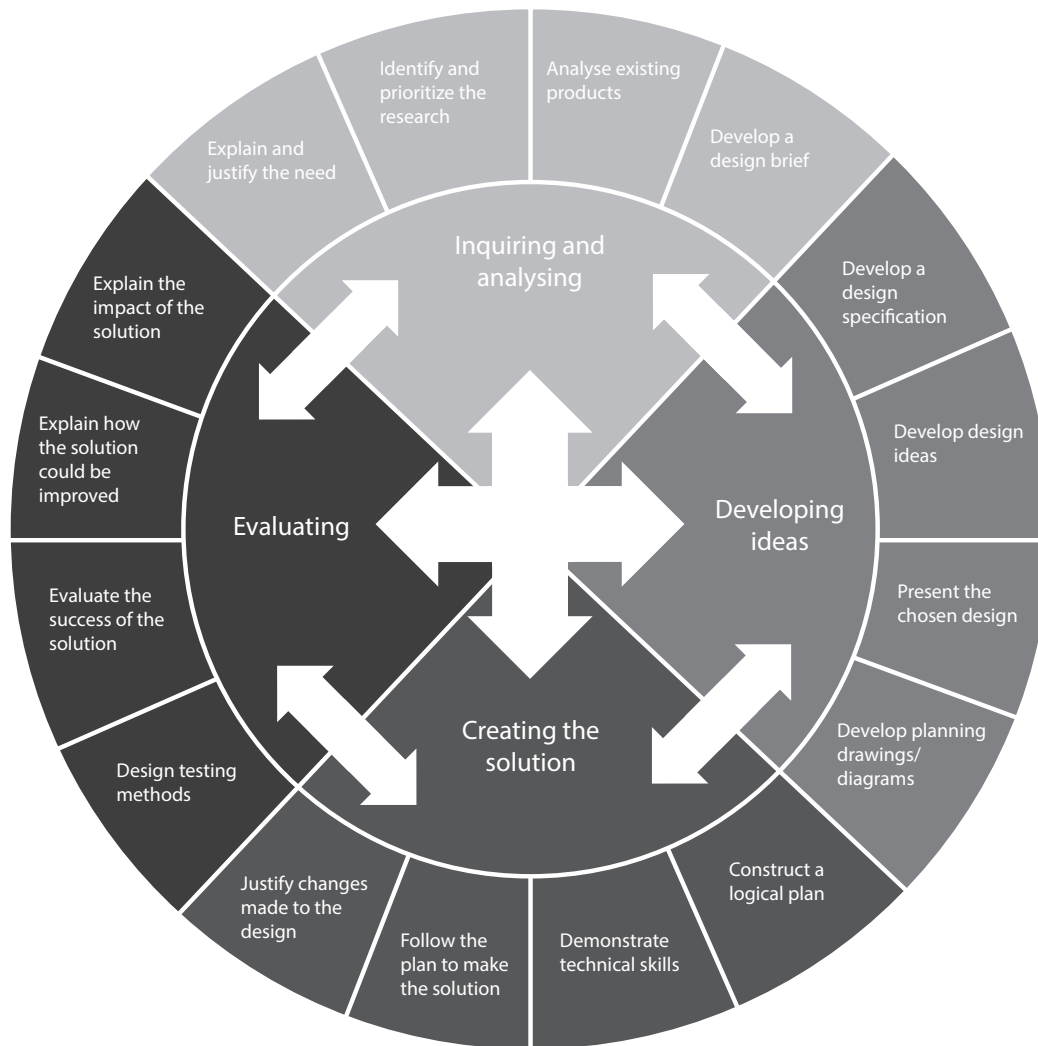 Inquiring and
analysing
Explain and
justify the need
Identify and
prioritize the
research
Analyse existing
products
Develop a
design brief
Developing
ideas
Develop a
design
specification
Develop design
ideas
Present the
chosen design
Develop planning
drawings/
diagrams
Creating the
solution
Construct a
logical plan
Demonstrate
technical skills
Follow the
plan to make
the solution
Justify changes
made to the
design
Evaluating
Design testing
methods
Evaluate the
success of the
solution
Explain how
the solution
could be
improved
Explain the
impact of the
solution